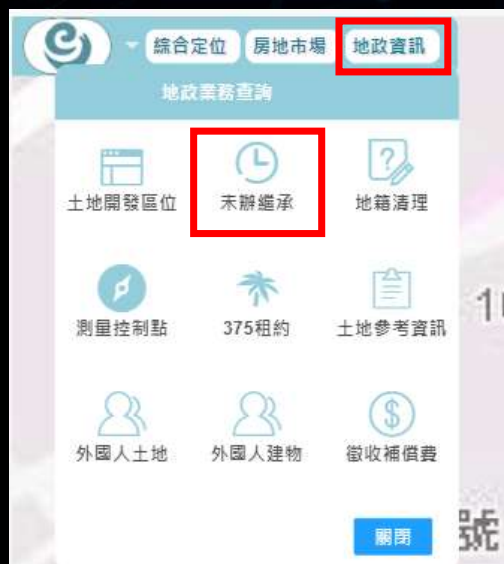 綜合定位 房地市場 地政資訊
地政業務查詢
土地開發區位 未辦繼承 地籍清理
測量控制點 375租約 土地參考資訊
外國人土地 外國人建物 徵收補償費
關閉
號